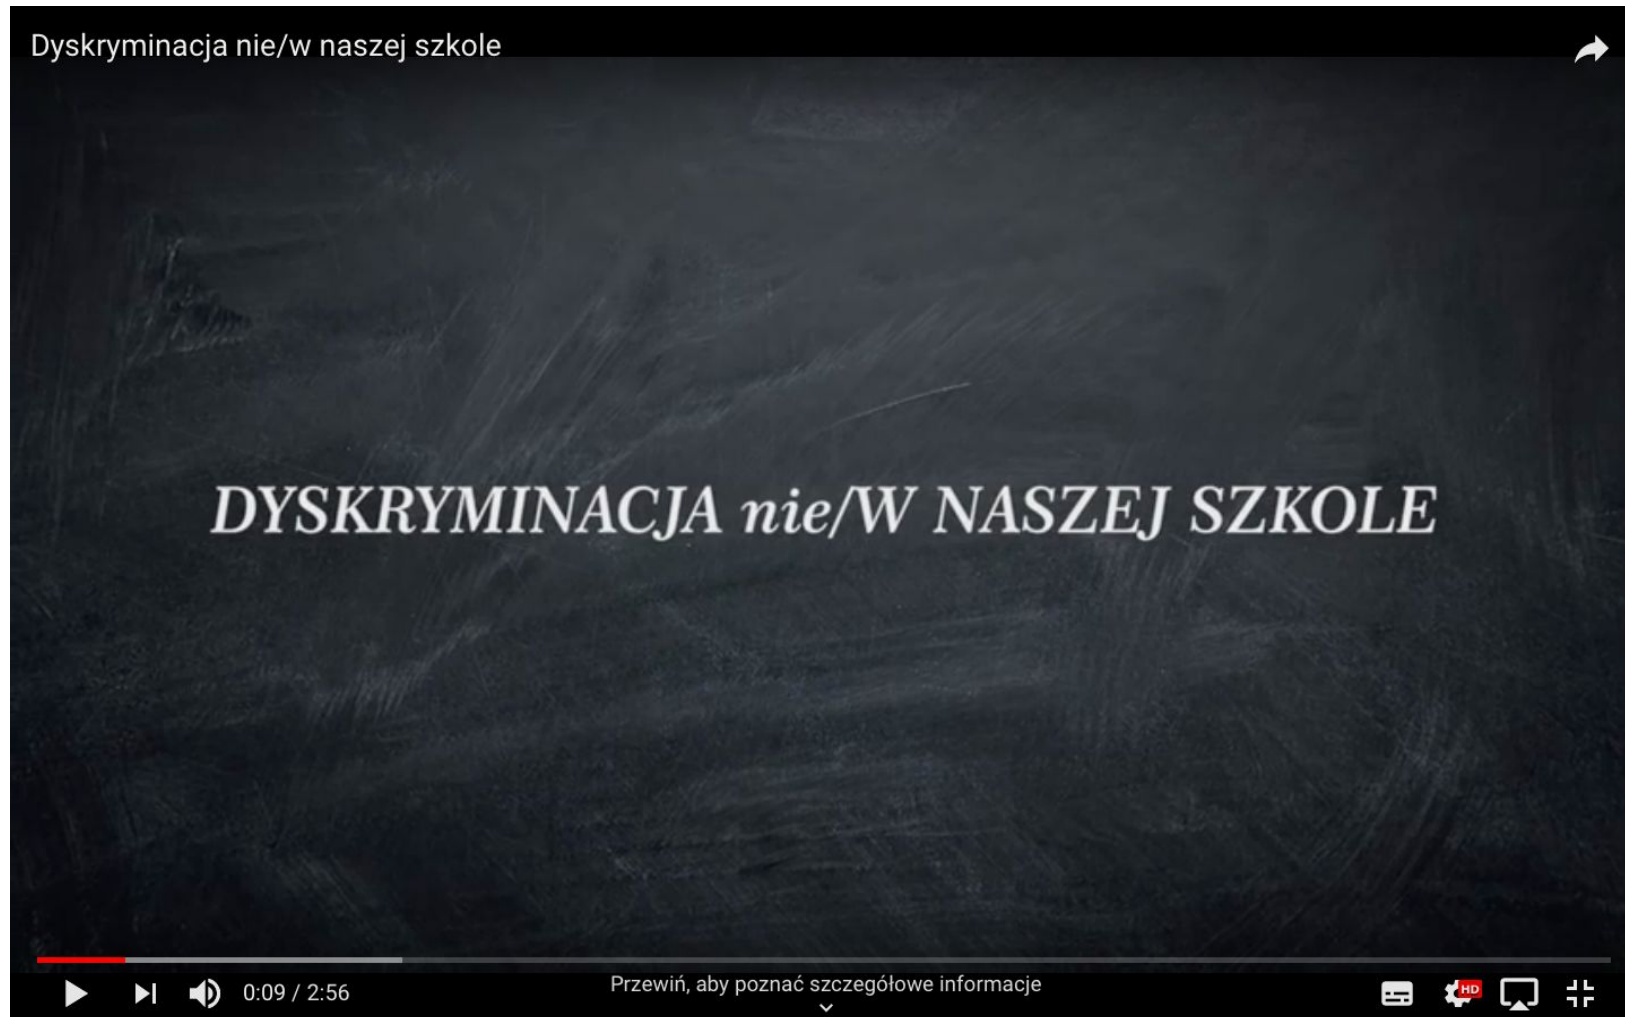 Dyskryminacja nie/w naszej szkole
DYSKRYMINACJA nie/W NASZEJ SZKOLE
0:09 / 2:56
Przewiń, aby poznać szczegółowe informacje
HD